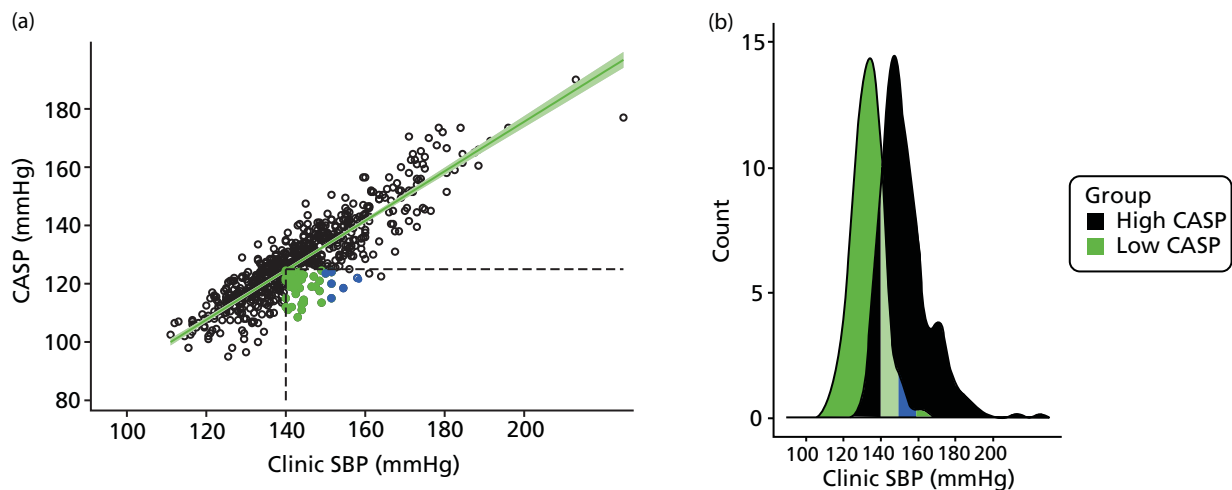 (a)
CASP (mmHg)
180
160
140
120
100
80
100 120 140 160 180 200
Clinic SBP (mmHg)
(b)
Count
15
10
5
0
100 120 140 160 180 200
Clinic SBP (mmHg)
Group
High CASP
Low CASP